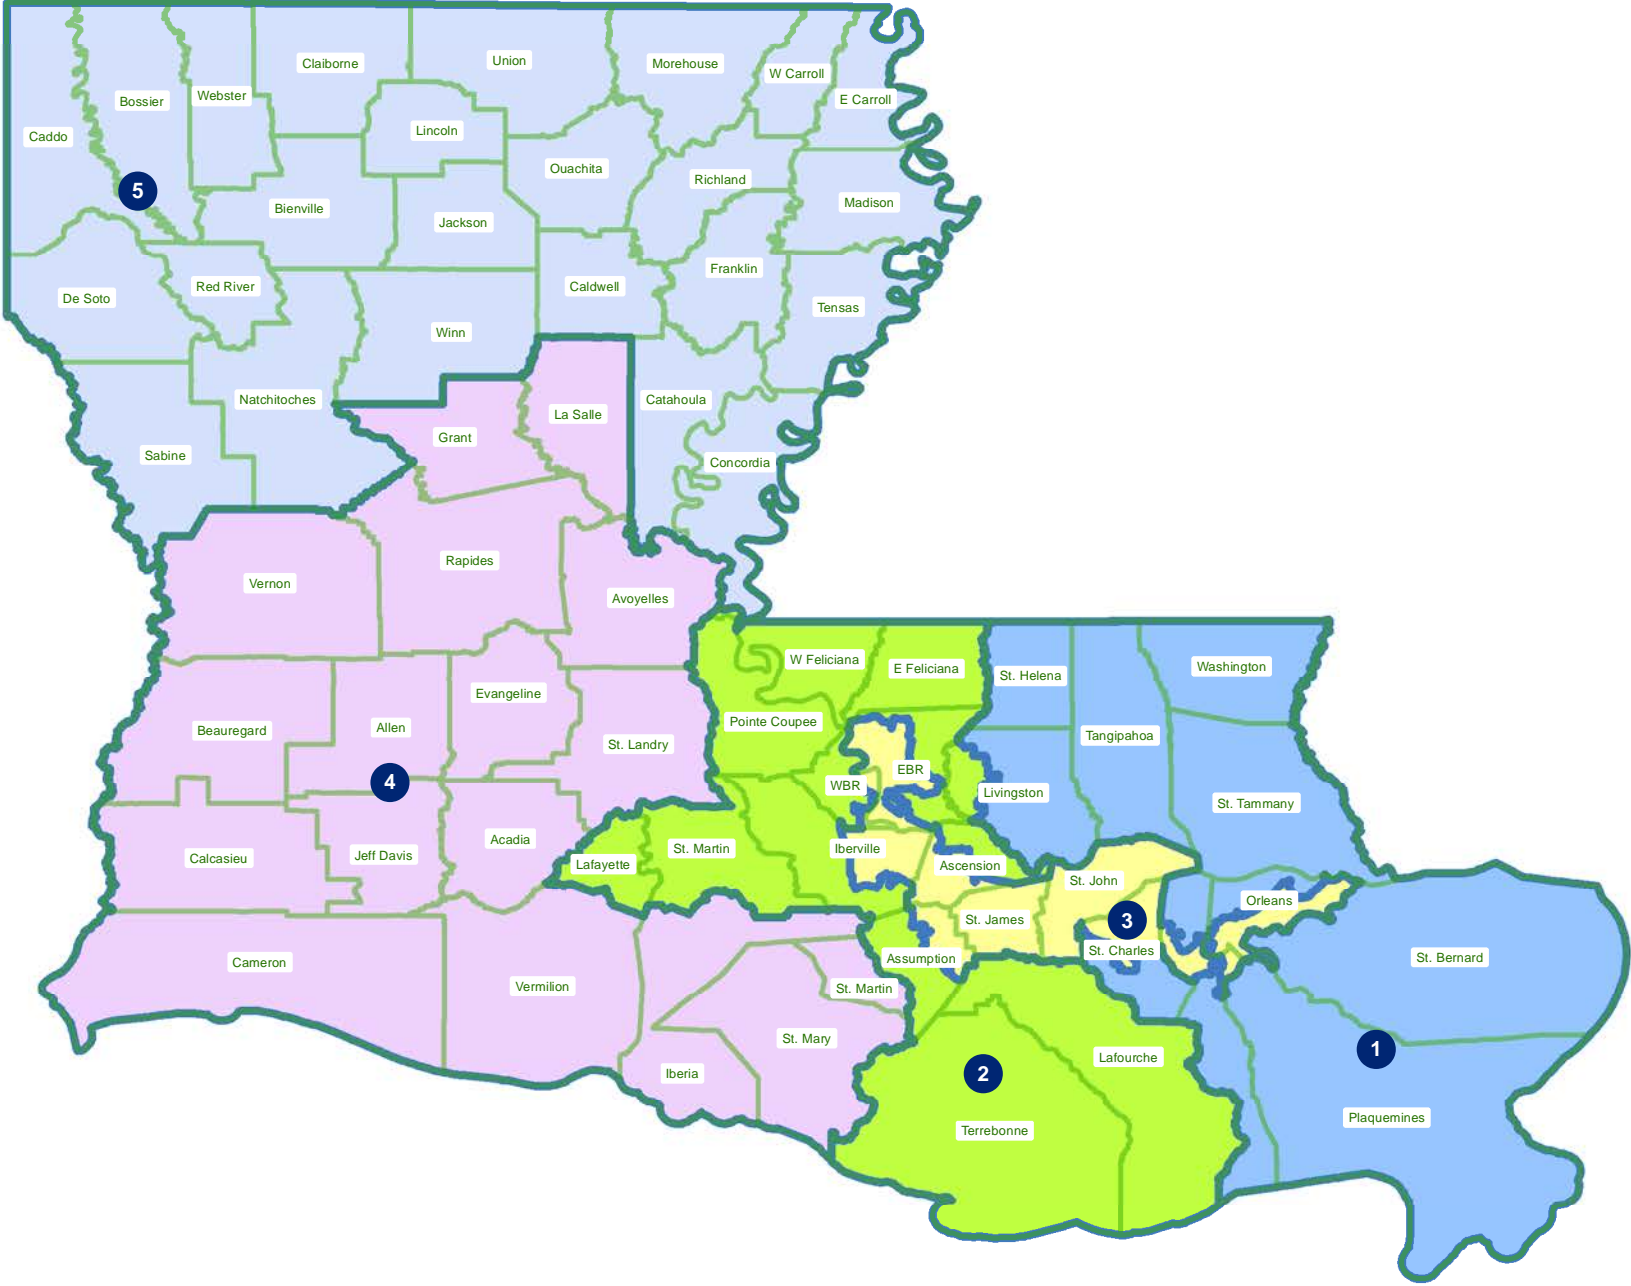 Claiborne
Union
Morehouse
W Carroll
Bossier
Webster
E Carroll
Caddo
Lincoln
Ouachita
Richland
5
Bienville
Jackson
Madison
Franklin
Red River
Caldwell
De Soto
Tensas
Winn
Natchitoches
La Salle
Catahoula
Grant
Sabine
Concordia
Rapides
Vernon
Avoyelles
W Feliciana
E Feliciana
St. Helena
Washington
Evangeline
Pointe Coupee
Beauregard
Allen
St. Landry
Tangipahoa
EBR
4
WBR
Livingston
St. Tammany
Acadia
Calcasieu
Jeff Davis
Lafayette
St. Martin
Iberville
Ascension
St. John
Orleans
St. James
3
St. Charles
Cameron
Assumption
St. Bernard
Vermilion
St. Martin
St. Mary
Iberia
2
Lafourche
1
Terrebonne
Plaquemines